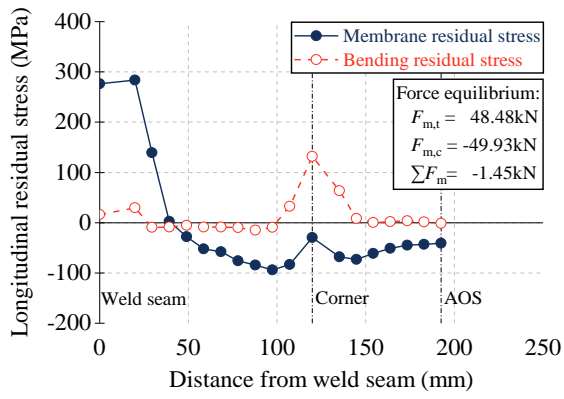 Longitudinal residual stress (MPa)
400
300
200
100
0
-100
-200
Membrane residual stress
Bending residual stress
Force equilibrium:
Fm,t = 48.48kN
Fm,c = -49.93kN
∑Fm= -1.45kN
Weld seam
Corner
AOS
0
50
100
150
200
250
Distance from weld seam (mm)